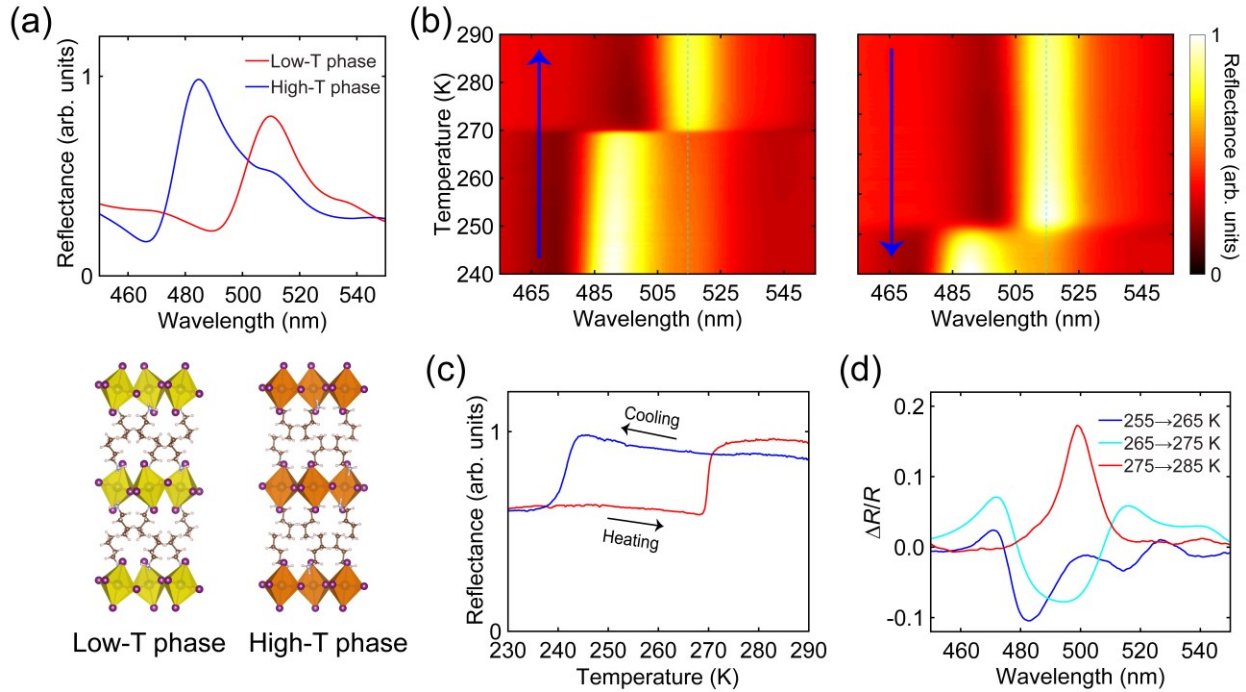 (a)
Reflectance (arb. units)
1
0
Low-T phase
High-T phase
460 480 500 520 540
Wavelength (nm)
Low-T phase High-T phase
(b)
Temperature (K)
290
280
270
260
250
240
465 485 505 525 545
Wavelength (nm)
465 485 505 525 545
Wavelength (nm)
1
0
Reflectance (arb. units)
(c)
Reflectance (arb. units)
1
1
Cooling
Heating
230 240 250 260 270 280 290
Temperature (K)
(d)
ΔR/R
0.2
0.1
0.0
-0.1
255→265 K
265→275 K
275→285 K
460 480 500 520 540
Wavelength (nm)